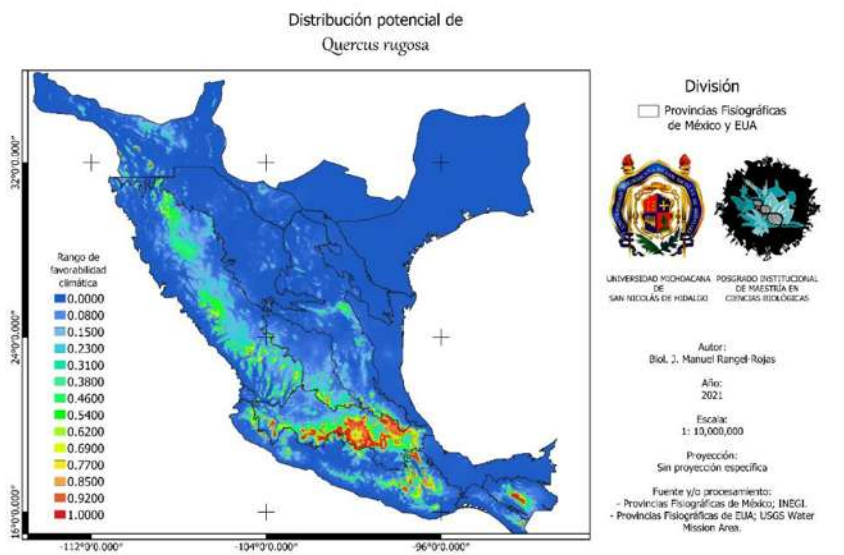 Distribución potencial de
Quercus rugosa
División
Provincias Fisiográficas
de México y EUA
32°0'0.000"
24°0'0.000"
16°0'0.000"
-112°0'0.000"
-104°0'0.000"
-96°0'0.000"
Rango de
favorabilidad
climática
0.0000
0.0800
0.1500
0.2300
0.3100
0.3800
0.4600
0.5400
0.6200
0.6900
0.7700
0.8500
0.9200
1.0000
UNIVERSIDAD MICHOACANA
DE
SAN NICOLÁS DE HIDALGO
POSGRADO INSTITUCIONAL
DE MAESTRÍA EN
CIENCIAS BIOLÓGICAS
Autor:
Biol. J. Manuel Rangel-Rojas
Año:
2021
Escala:
1: 10,000,000
Proyección:
Sin proyección específica
Fuente y/o procesamiento:
- Provincias Fisiográficas de México; INEGI.
- Provincias Fisiográficas de EUA; USGS Water
Mission Area.